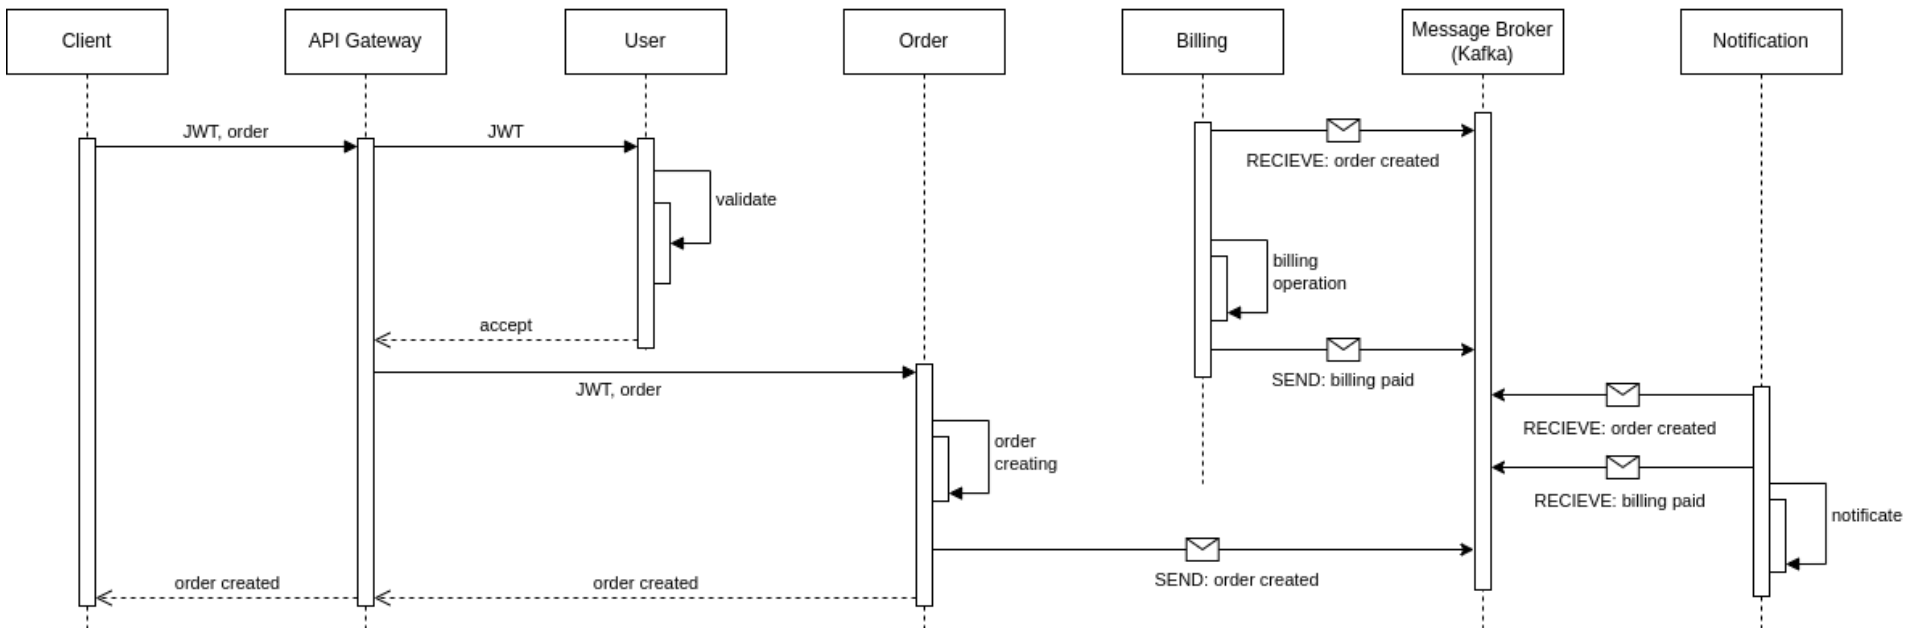 Client
API Gateway
User
Order
Billing
Message Broker
(Kafka)
Notification
JWT, order
JWT
RECIEVE: order created
validate
billing
operation
accept
SEND: billing paid
JWT, order
RECIEVE: order created
order
creating
RECIEVE: billing paid
notificate
SEND: order created
order created
order created